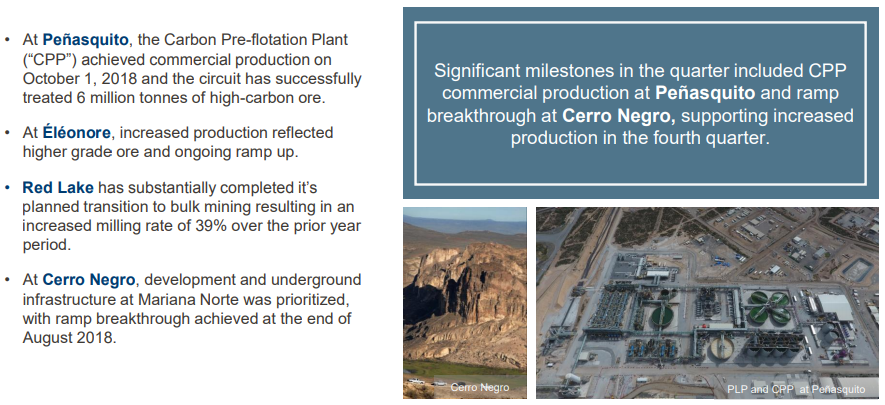 • At Peñasquito, the Carbon Pre-flotation Plant
(“CPP”) achieved commercial production on
October 1, 2018 and the circuit has successfully
treated 6 million tonnes of high-carbon ore.
• At Éléonore, increased production reflected
higher grade ore and ongoing ramp up.
• Red Lake has substantially completed it’s
planned transition to bulk mining resulting in an
increased milling rate of 39% over the prior year
period.
• At Cerro Negro, development and underground
infrastructure at Mariana Norte was prioritized,
with ramp breakthrough achieved at the end of
August 2018.
Significant milestones in the quarter included CPP
commercial production at Peñasquito and ramp
breakthrough at Cerro Negro, supporting increased
production in the fourth quarter.
Cerro Negro
PLP and CPP at Peñasquito